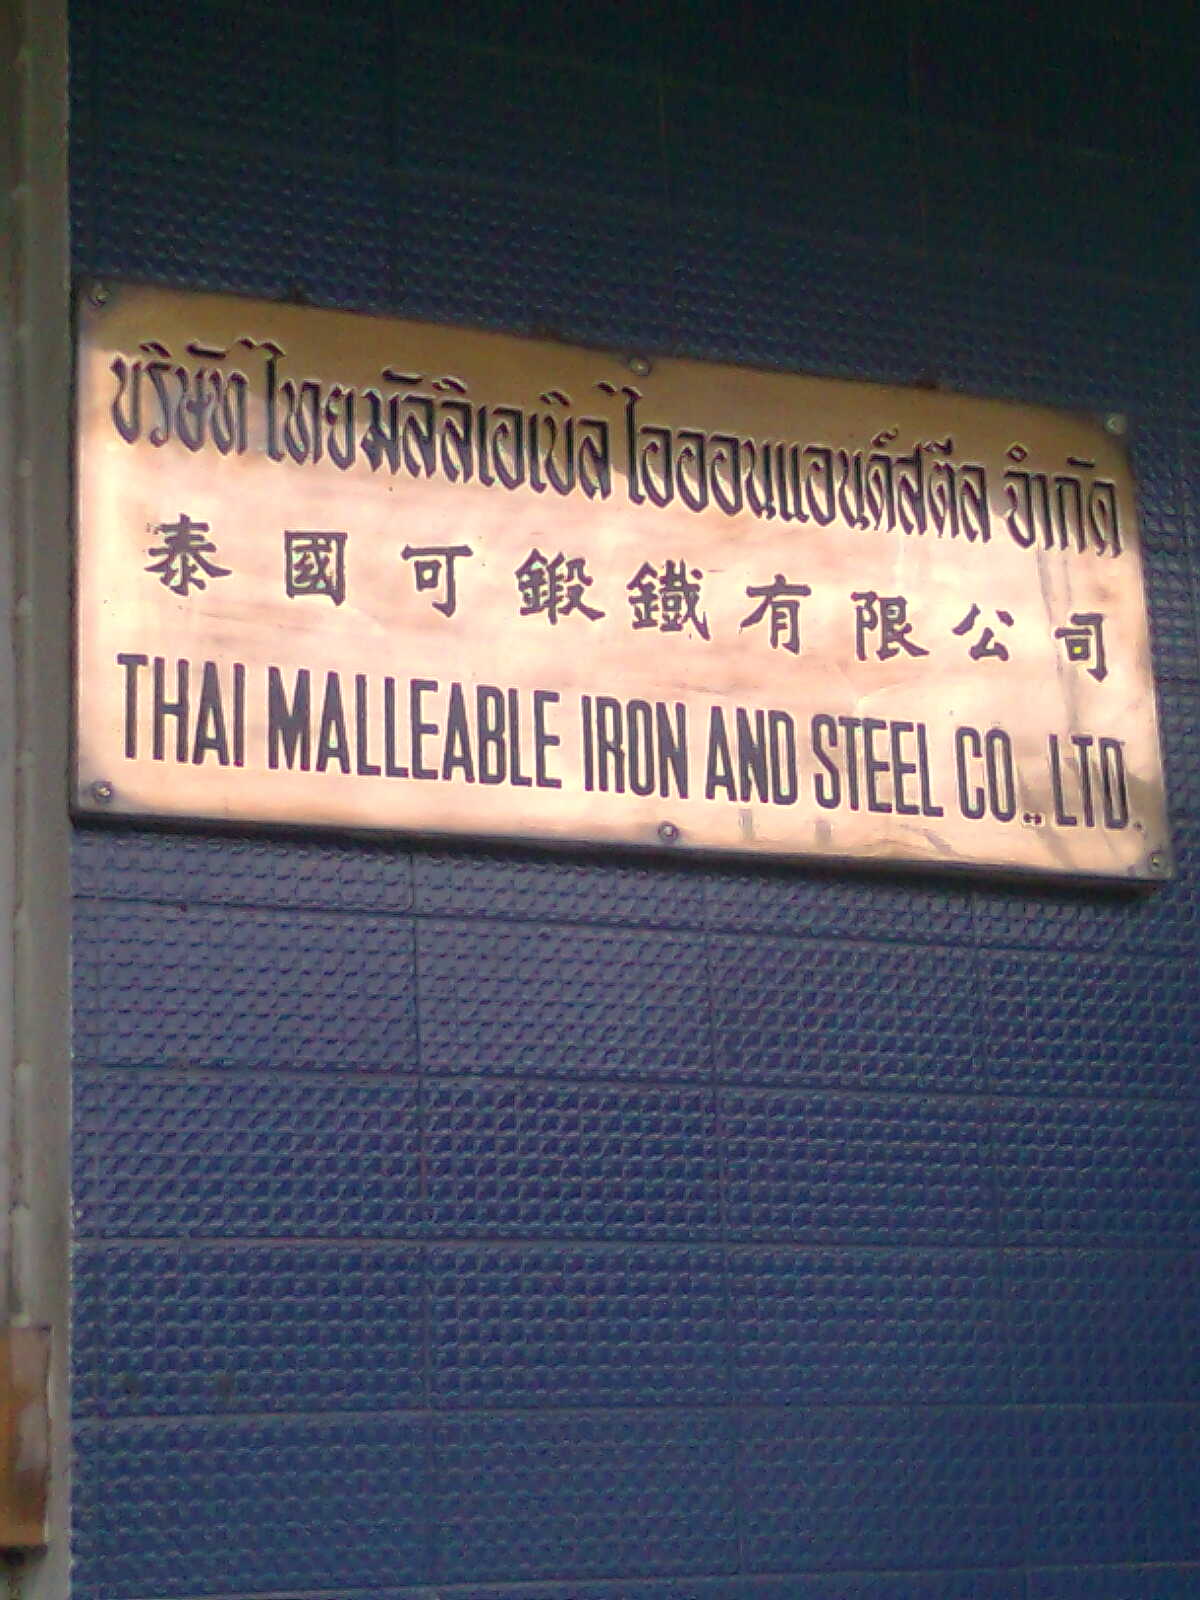 บริษัท ไทยมัลลิเอเบิล ไอออนแอนด์สตีล จำกัด
泰國可鍛鐵有限公司
THAI MALLEABLE IRON AND STEEL CO., LTD.